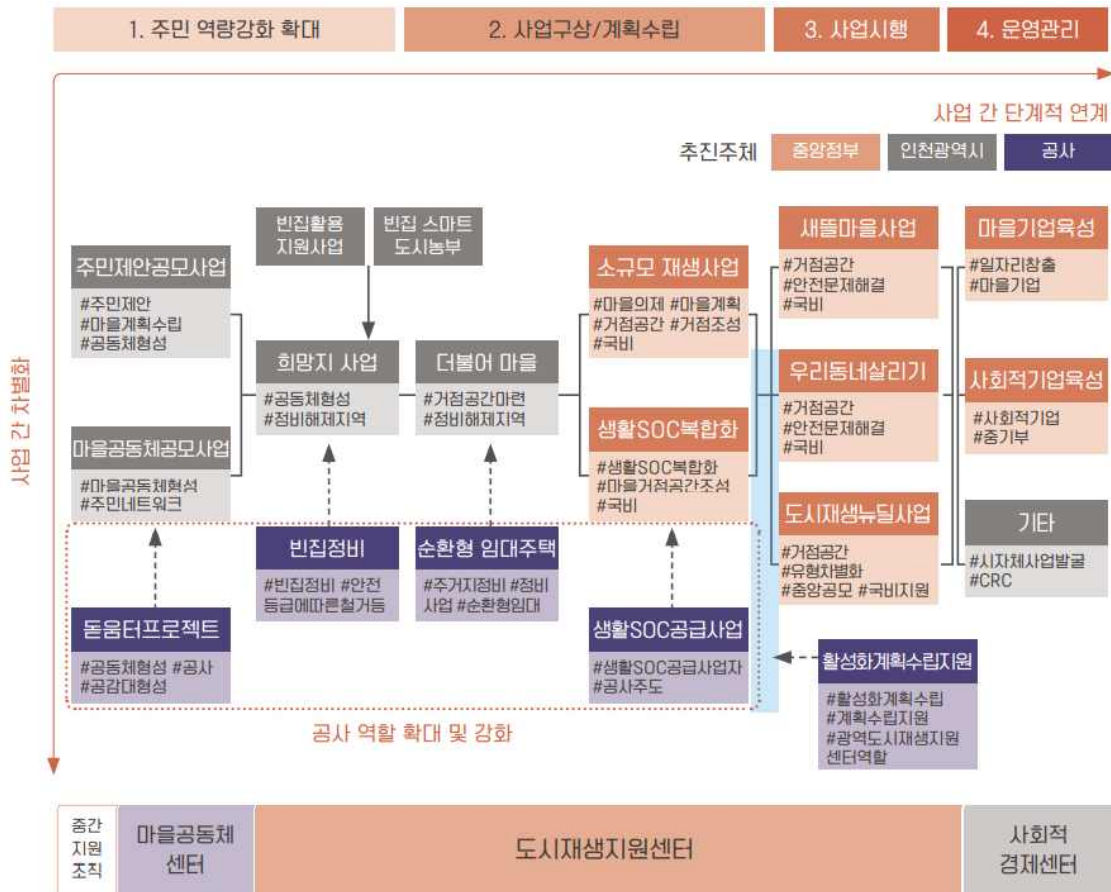 1. 주민 역량강화 확대
2. 사업구상/계획수립
3. 사업시행
4. 운영관리
사업 간 단계적 연계
추진주체
중앙정부
인천광역시
공사
사업 간 차별화
빈집활용
지원사업
빈집 스마트
도시농부
주민제안공모사업
#주민제안
#마을계획수립
#공동체형성
마을공동체공모사업
#마을공동체형성
#주민네트워크
희망지 사업
#공동체형성
#정비해제지역
더불어 마을
#거점공간마련
#정비해제지역
소규모 재생사업
#마을의제 #마을계획
#거점공간 #거점조성
#국비
생활SOC복합화
#생활SOC복합화
#마을거점공간조성
#국비
새뜰마을사업
#거점공간
#안전문제해결
#국비
우리동네살리기
#거점공간
#안전문제해결
#국비
도시재생뉴딜사업
#거점공간
#유형차별화
#중앙공모 #국비지원
마을기업육성
#일자리창출
#마을기업
사회적기업육성
#사회적기업
#중기부
기타
#시자체사업발굴
#CRC
돋움터프로젝트
#공동체형성 #공사
#공감대형성
빈집정비
#빈집정비 #안전
등급에따른철거등
순환형 임대주택
#주거지정비 #정비
사업 #순환형임대
생활SOC공급사업
#생활SOC공급사업자
#공사주도
활성화계획수립지원
#활성화계획수립
#계획수립지원
#광역도시재생지원
센터역할
공사 역할 확대 및 강화
중간
지원
조직
마을공동체
센터
도시재생지원센터
사회적
경제센터